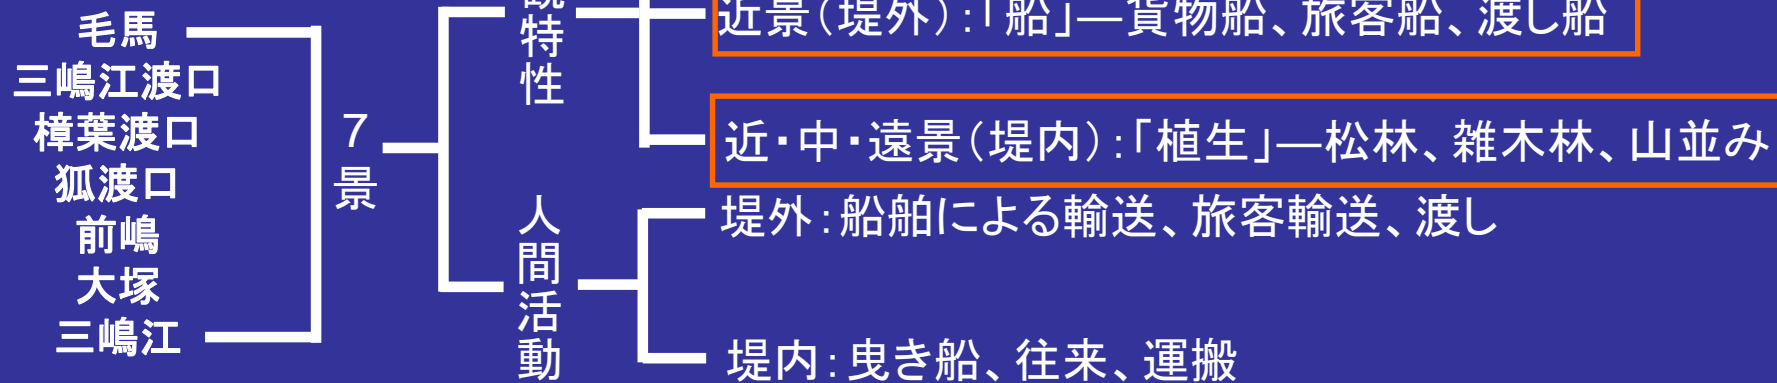 毛馬
三嶋江渡口
樟葉渡口
狐渡口
前嶋
大塚
三嶋江
7景
観特性
近景(堤外):「船」―貨物船、旅客船、渡し船
近・中・遠景(堤内):「植生」―松林、雑木林、山並み
人間活動
堤外:船舶による輸送、旅客輸送、渡し
堤内:曳き船、往来、運搬